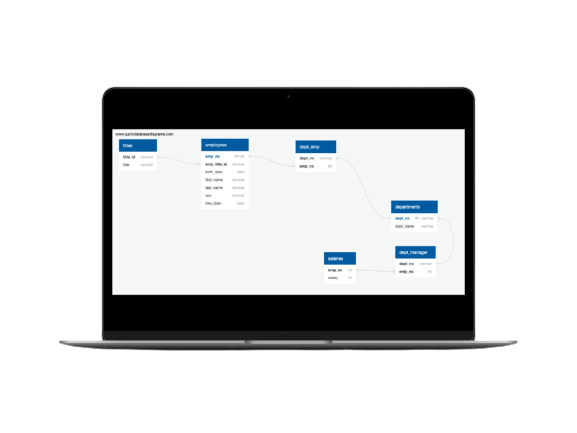 www.quickdatabasediagrams.com
titles
title_id varchar
title varchar
employees
emp_no
emp_title_id varchar
birth_date date
first_name varchar
last_name varchar
sex varchar
hire_date date
dept_emp
dept_no varchar
emp_no int
departments
dept_no varchar
dept_name varchar
dept_manager
dept_no varchar
emp_no int
salaries
emp_no int
salary int